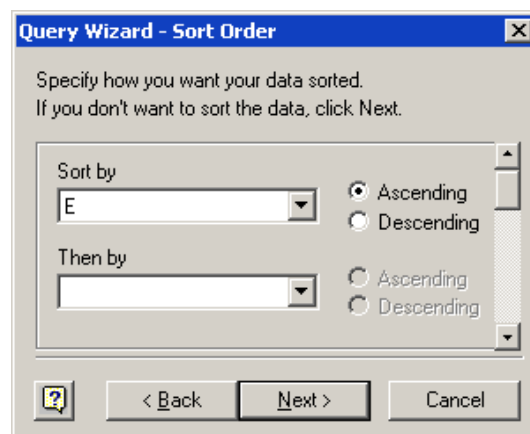 Query Wizard - Sort Order
Specify how you want your data sorted.
If you don't want to sort the data, click Next.
Sort by
E
Ascending
Descending
Then by
Ascending
Descending
< Back
Next >
Cancel